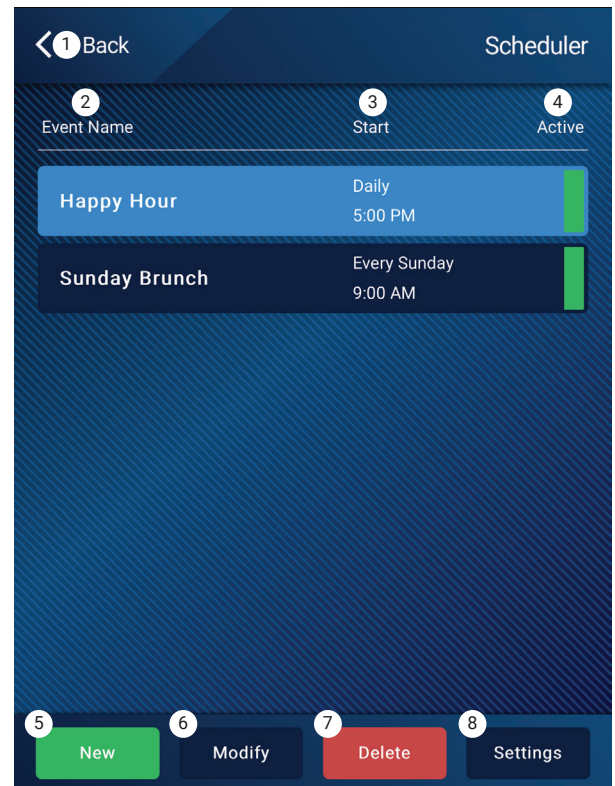 1 Back Scheduler
2 3 4
Event Name Start Active
Happy Hour Daily
5:00 PM
Sunday Brunch Every Sunday
9:00 AM
5 6 7 8
New Modify Delete Settings